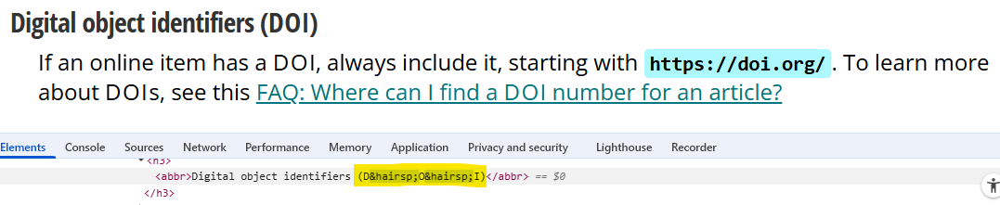 Digital object identifiers (DOI)
If an online item has a DOI, always include it, starting with https://doi.org/ . To learn more
about DOIs, see this FAQ: Where can I find a DOI number for an article?
Elements Console Sources Network Performance Memory Application Privacy and security Lighthouse Recorder
▼<h3>
<abbr>Digital object identifiers (D&hairsp;O&hairsp;I)</abbr> == $0
</h3>